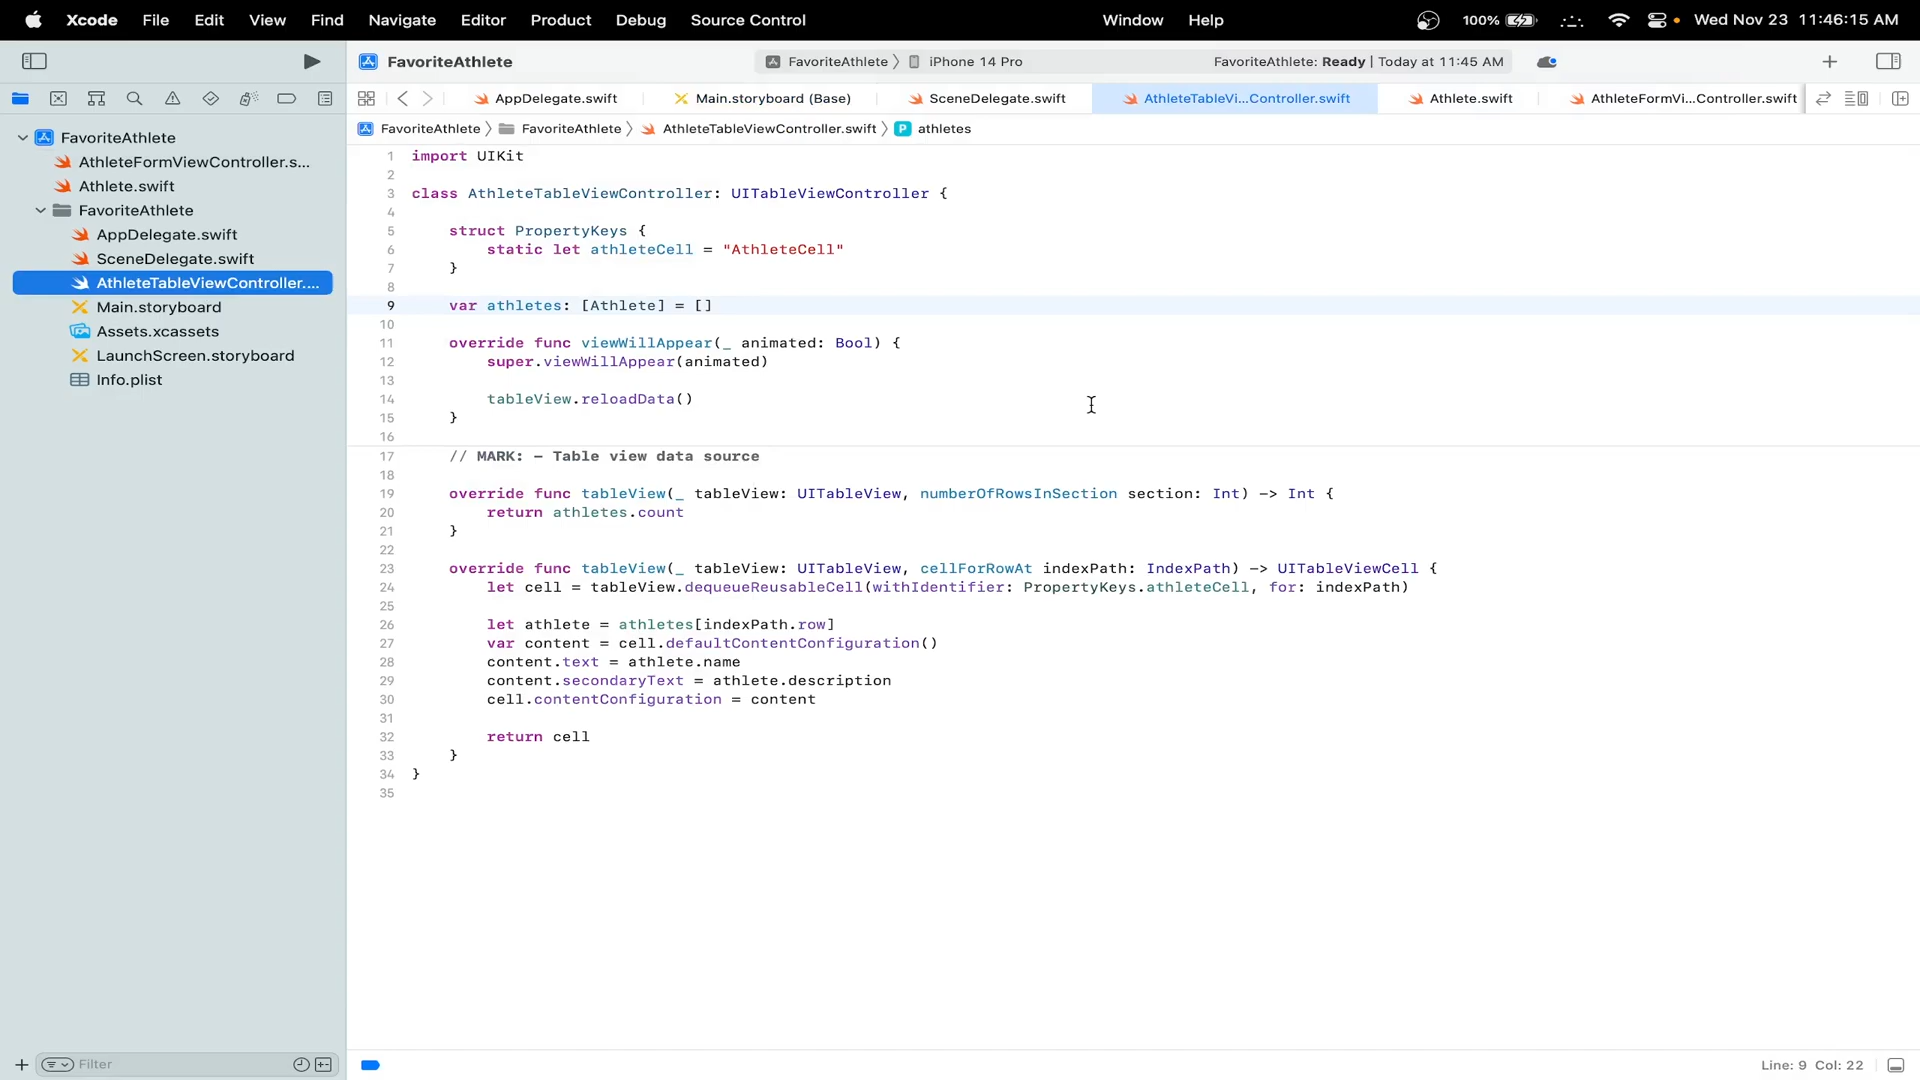 Xcode File Edit View Find Navigate Editor Product Debug Source Control Window Help 100% Wed Nov 23 11:46:15 AM
FavoriteAthlete FavoriteAthlete iPhone 14 Pro FavoriteAthlete: Ready | Today at 11:45 AM
AppDelegate.swift Main.storyboard (Base) SceneDelegate.swift AthleteTableVi...Controller.swift Athlete.swift AthleteFormVi...Controller.swift
FavoriteAthlete FavoriteAthlete AthleteTableViewController.swift P athletes
FavoriteAthlete
AthleteFormViewController.s...
Athlete.swift
FavoriteAthlete
AppDelegate.swift
SceneDelegate.swift
AthleteTableViewController....
Main.storyboard
Assets.xcassets
LaunchScreen.storyboard
Info.plist
Filter
1 import UIKit
2
3 class AthleteTableViewController: UITableViewController {
4
5 struct PropertyKeys {
6 static let athleteCell = "AthleteCell"
7 }
8
9 var athletes: [Athlete] = []
10
11 override func viewWillAppear(_ animated: Bool) {
12 super.viewWillAppear(animated)
13
14 tableView.reloadData()
15 }
16
17 // MARK: - Table view data source
18
19 override func tableView(_ tableView: UITableView, numberOfRowsInSection section: Int) -> Int {
20 return athletes.count
21 }
22
23 override func tableView(_ tableView: UITableView, cellForRowAt indexPath: IndexPath) -> UITableViewCell {
24 let cell = tableView.dequeueReusableCell(withIdentifier: PropertyKeys.athleteCell, for: indexPath)
25
26 let athlete = athletes[indexPath.row]
27 var content = cell.defaultContentConfiguration()
28 content.text = athlete.name
29 content.secondaryText = athlete.description
30 cell.contentConfiguration = content
31
32 return cell
33 }
34 }
35
Line: 9 Col: 22